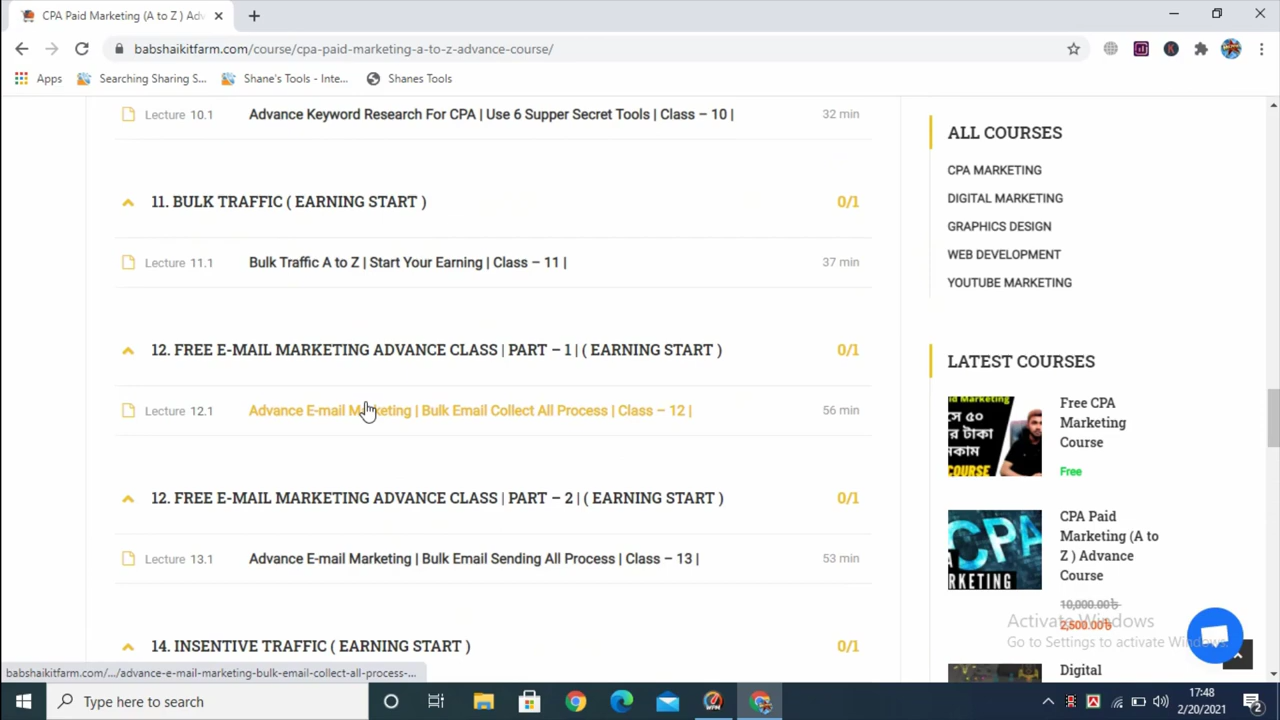 CPA Paid Marketing (A to Z ) Adv
babshaikitfarm.com/course/cpa-paid-marketing-a-to-z-advance-course/
Apps
Searching Sharing S...
Shane's Tools - Inte...
Shanes Tools
Lecture 10.1 Advance Keyword Research For CPA | Use 6 Supper Secret Tools | Class – 10 | 32 min
11. BULK TRAFFIC ( EARNING START ) 0/1
Lecture 11.1 Bulk Traffic A to Z | Start Your Earning | Class – 11 | 37 min
12. FREE E-MAIL MARKETING ADVANCE CLASS | PART – 1 | ( EARNING START ) 0/1
Lecture 12.1 Advance E-mail Marketing | Bulk Email Collect All Process | Class – 12 | 56 min
12. FREE E-MAIL MARKETING ADVANCE CLASS | PART – 2 | ( EARNING START ) 0/1
Lecture 13.1 Advance E-mail Marketing | Bulk Email Sending All Process | Class – 13 | 53 min
14. INSENTIVE TRAFFIC ( EARNING START ) 0/1
ALL COURSES
CPA MARKETING
DIGITAL MARKETING
GRAPHICS DESIGN
WEB DEVELOPMENT
YOUTUBE MARKETING
LATEST COURSES
Free CPA
Marketing
Course
Free
CPA Paid
Marketing (A to
Z ) Advance
Course
10,000.00৳
2,500.00৳
Digital
Activate Windows
Go to Settings to activate Windows.
babshaikitfarm.com/.../advance-e-mail-marketing-bulk-email-collect-all-process-...
Type here to search
17:48
2/20/2021
2